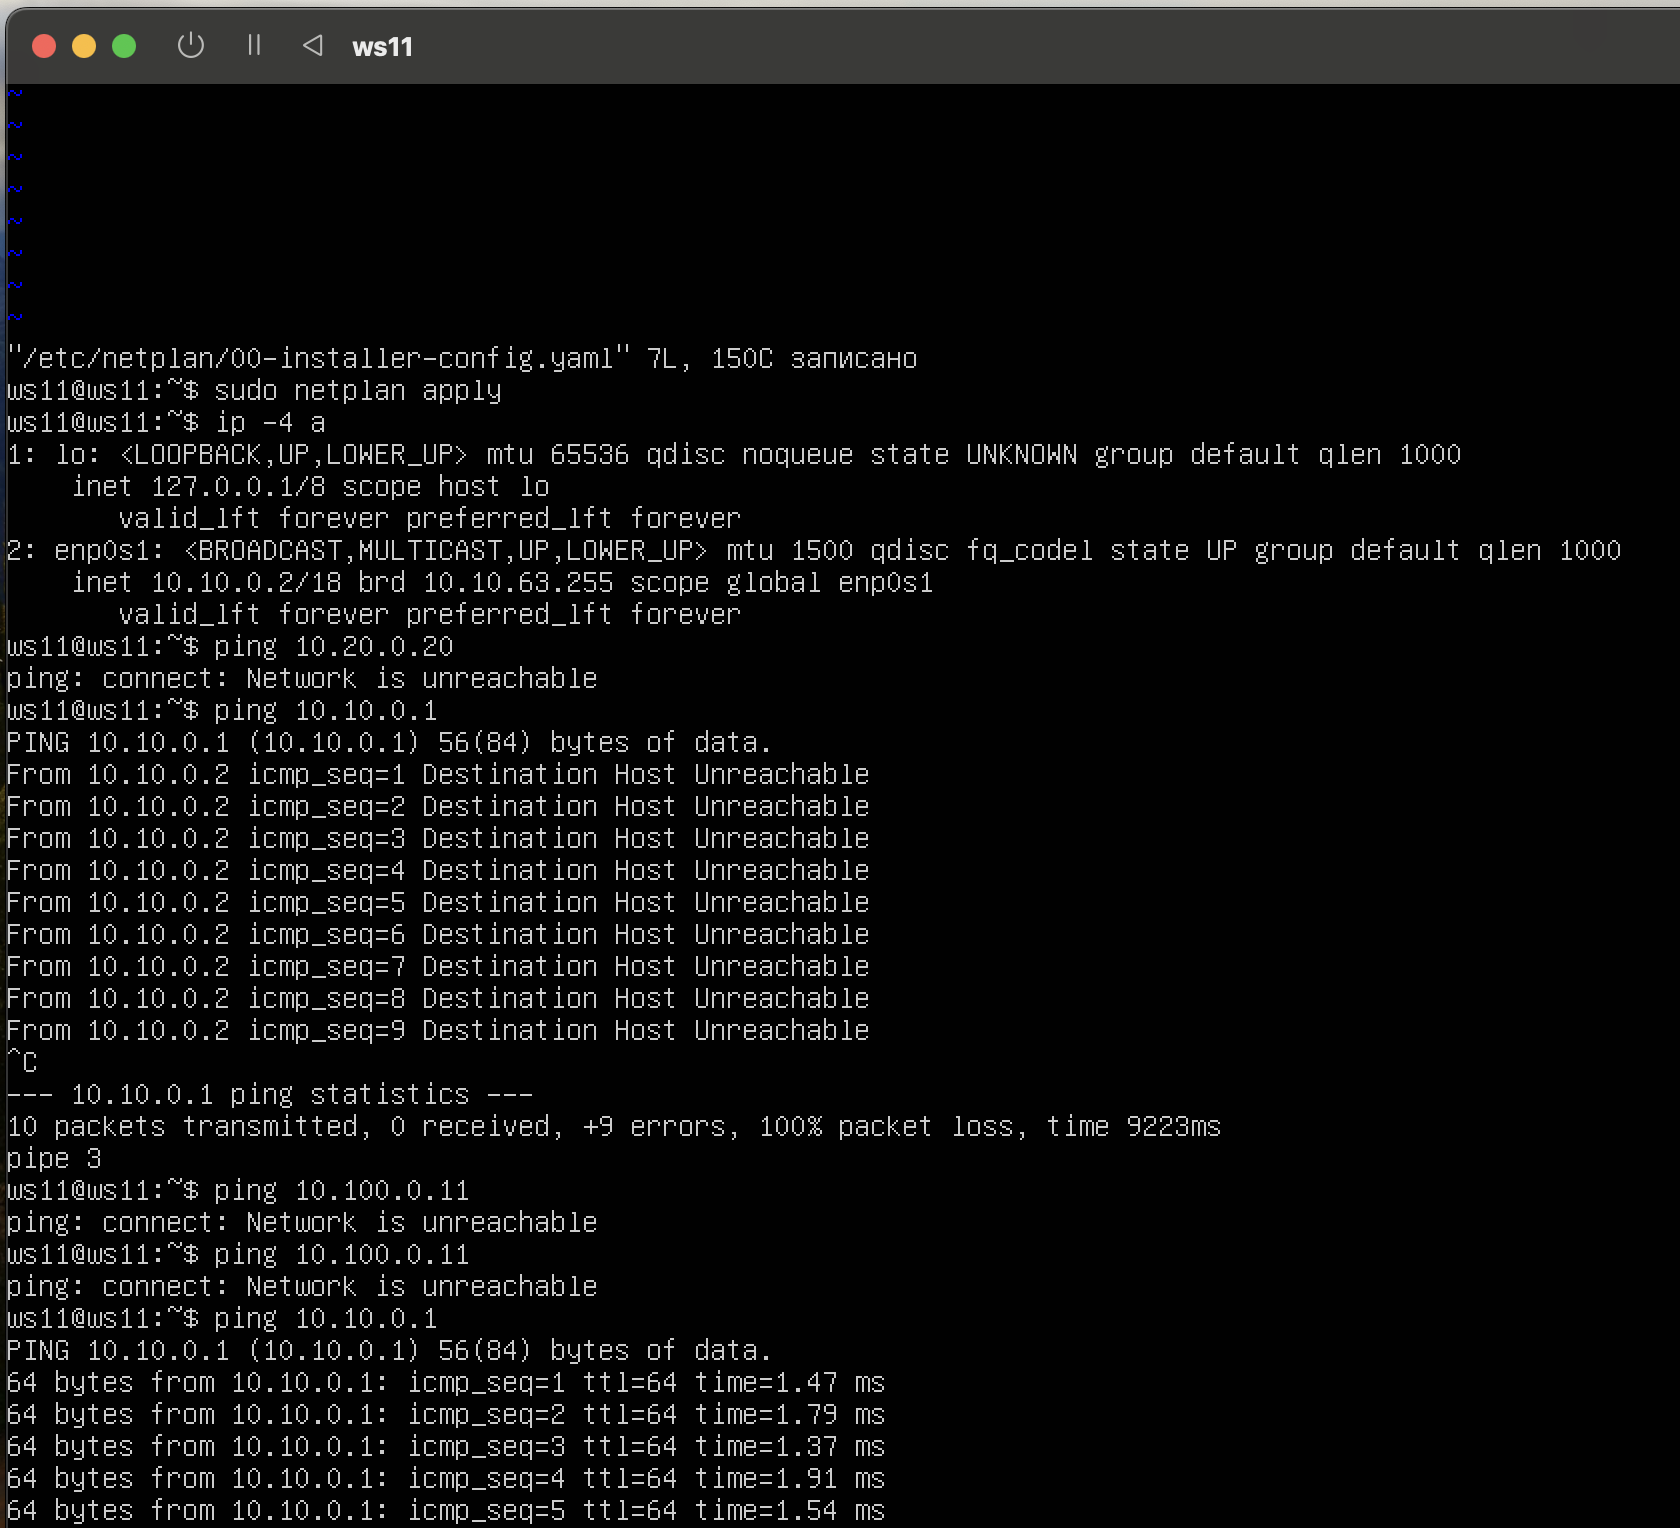 ws11
~
~
~
~
~
~
~
~
"/etc/netplan/00-installer-config.yaml" 7L, 150C записано
ws11@ws11:~$ sudo netplan apply
ws11@ws11:~$ ip -4 a
1: lo: <LOOPBACK,UP,LOWER_UP> mtu 65536 qdisc noqueue state UNKNOWN group default qlen 1000
    inet 127.0.0.1/8 scope host lo
       valid_lft forever preferred_lft forever
2: enp0s1: <BROADCAST,MULTICAST,UP,LOWER_UP> mtu 1500 qdisc fq_codel state UP group default qlen 1000
    inet 10.10.0.2/18 brd 10.10.63.255 scope global enp0s1
       valid_lft forever preferred_lft forever
ws11@ws11:~$ ping 10.20.0.20
ping: connect: Network is unreachable
ws11@ws11:~$ ping 10.10.0.1
PING 10.10.0.1 (10.10.0.1) 56(84) bytes of data.
From 10.10.0.2 icmp_seq=1 Destination Host Unreachable
From 10.10.0.2 icmp_seq=2 Destination Host Unreachable
From 10.10.0.2 icmp_seq=3 Destination Host Unreachable
From 10.10.0.2 icmp_seq=4 Destination Host Unreachable
From 10.10.0.2 icmp_seq=5 Destination Host Unreachable
From 10.10.0.2 icmp_seq=6 Destination Host Unreachable
From 10.10.0.2 icmp_seq=7 Destination Host Unreachable
From 10.10.0.2 icmp_seq=8 Destination Host Unreachable
From 10.10.0.2 icmp_seq=9 Destination Host Unreachable
^C
--- 10.10.0.1 ping statistics ---
10 packets transmitted, 0 received, +9 errors, 100% packet loss, time 9223ms
pipe 3
ws11@ws11:~$ ping 10.100.0.11
ping: connect: Network is unreachable
ws11@ws11:~$ ping 10.100.0.11
ping: connect: Network is unreachable
ws11@ws11:~$ ping 10.10.0.1
PING 10.10.0.1 (10.10.0.1) 56(84) bytes of data.
64 bytes from 10.10.0.1: icmp_seq=1 ttl=64 time=1.47 ms
64 bytes from 10.10.0.1: icmp_seq=2 ttl=64 time=1.79 ms
64 bytes from 10.10.0.1: icmp_seq=3 ttl=64 time=1.37 ms
64 bytes from 10.10.0.1: icmp_seq=4 ttl=64 time=1.91 ms
64 bytes from 10.10.0.1: icmp_seq=5 ttl=64 time=1.54 ms